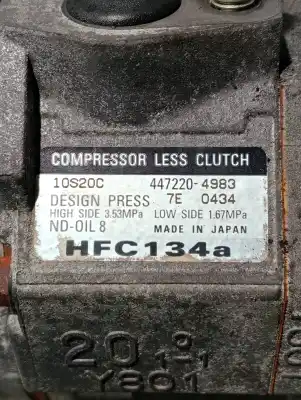 COMPRESSOR LESS CLUTCH
10S20C 447220-4983
DESIGN PRESS 7E 0434
HIGH SIDE 3.53MPa LOW SIDE 1.67MPa
ND-OIL 8 MADE IN JAPAN
HFC134a
20
Y801